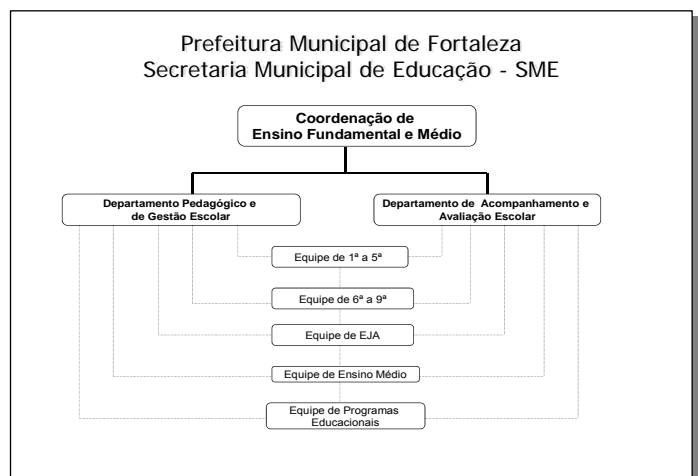 Prefeitura Municipal de Fortaleza
Secretaria Municipal de Educação - SME
Coordenação de
Ensino Fundamental e Médio
Departamento Pedagógico e
de Gestão Escolar
Departamento de Acompanhamento e
Avaliação Escolar
Equipe de 1ª a 5ª
Equipe de 6ª a 9ª
Equipe de EJA
Equipe de Ensino Médio
Equipe de Programas
Educacionais